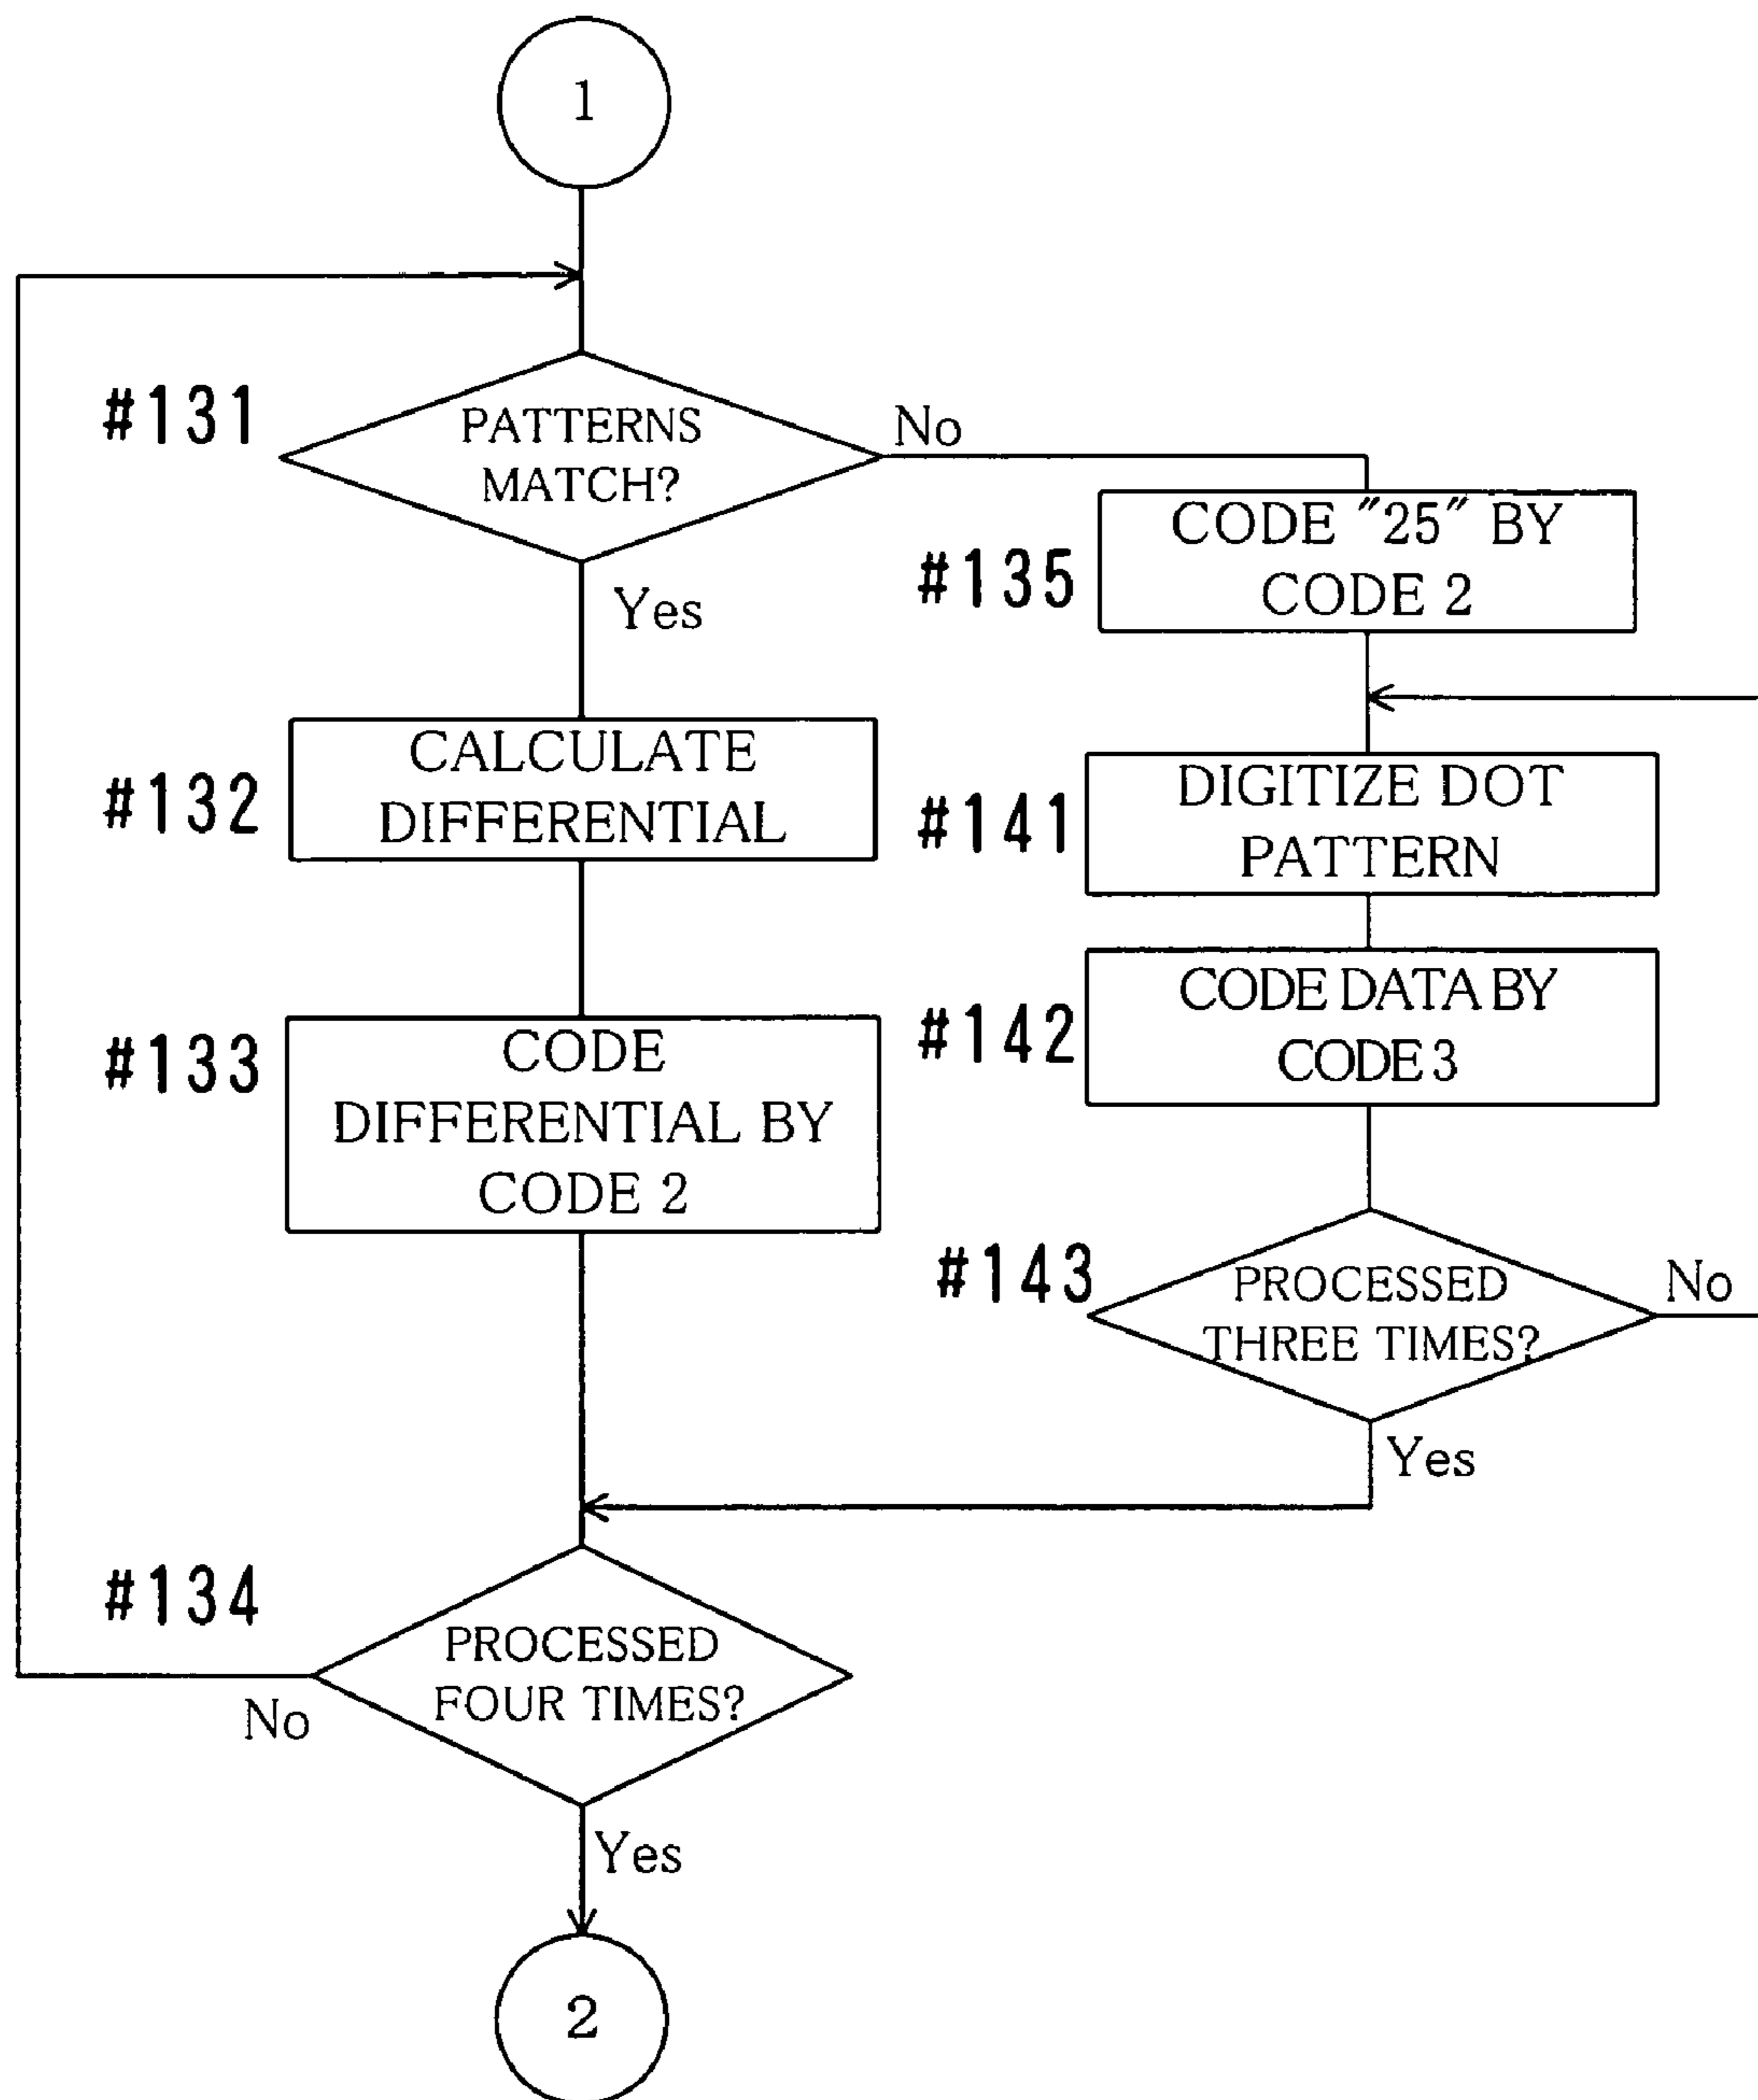 1
#131
PATTERNS
MATCH?
No
Yes
#135
CODE "25" BY
CODE 2
#132
CALCULATE
DIFFERENTIAL
#141
DIGITIZE DOT
PATTERN
#133
CODE
DIFFERENTIAL BY
CODE 2
#142
CODE DATA BY
CODE 3
#143
PROCESSED
THREE TIMES?
No
Yes
#134
PROCESSED
FOUR TIMES?
No
Yes
2